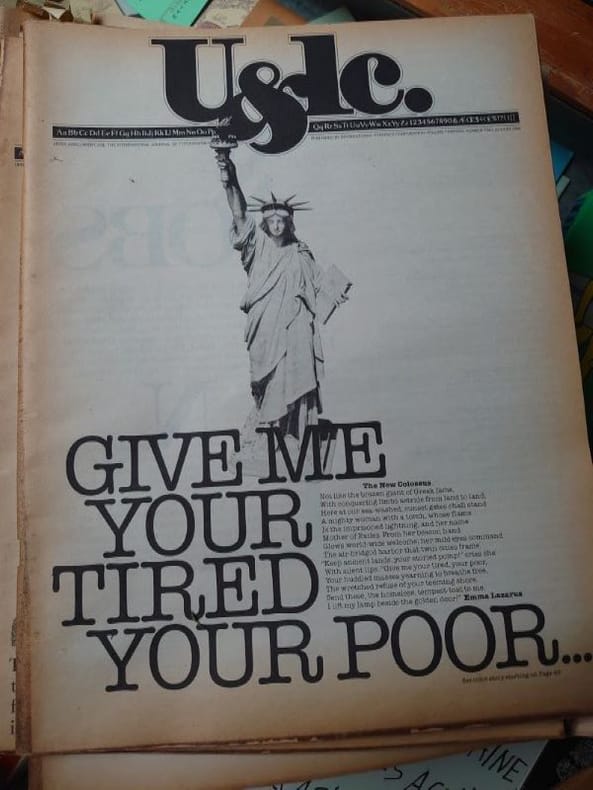 U&lc.
Aa Bb Cc Dd Ee Ff Gg Hh Ii Jj Kk Ll Mm Nn Oo Pp
Qq Rr Ss Tt Uu Vv Ww Xx Yy Zz 1234567890
GIVE ME
YOUR
TIRED
YOUR POOR...
The New Colossus
Not like the brazen giant of Greek fame,
With conquering limbs astride from land to land;
Here at our sea-washed, sunset gates shall stand
A mighty woman with a torch, whose flame
Is the imprisoned lightning, and her name
Mother of Exiles. From her beacon hand
Glows world-wide welcome; her mild eyes command
The air-bridged harbor that twin cities frame.
"Keep ancient lands, your storied pomp!" cries she
With silent lips. "Give me your tired, your poor,
Your huddled masses yearning to breathe free,
The wretched refuse of your teeming shore.
Send these, the homeless, tempest-tost to me.
I lift my lamp beside the golden door!" Emma Lazarus